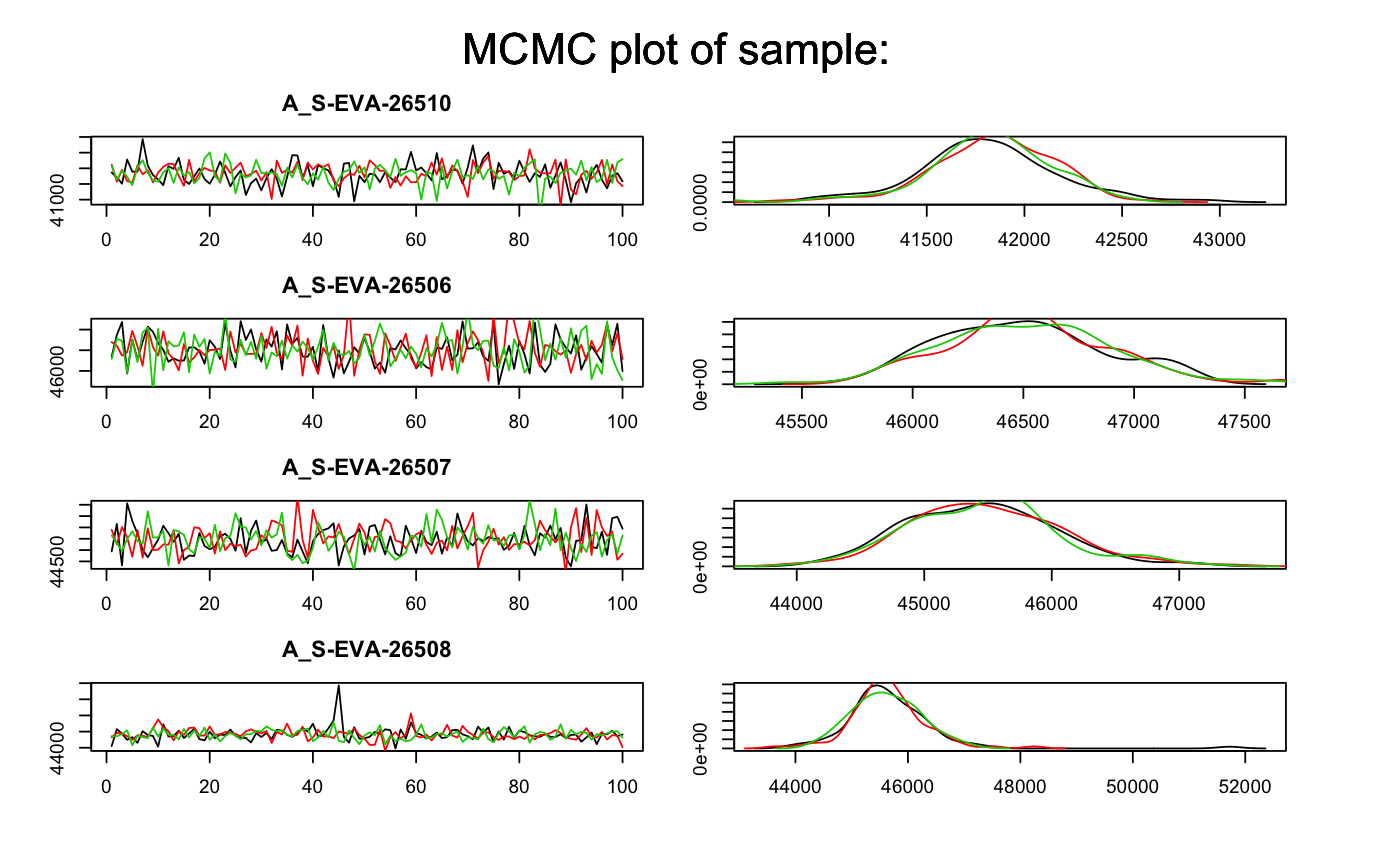 MCMC plot of sample:
A_S-EVA-26510
41000
0 20 40 60 80 100
0.0000
41000 41500 42000 42500 43000
A_S-EVA-26506
46000
0 20 40 60 80 100
0e+00
45500 46000 46500 47000 47500
A_S-EVA-26507
44500
0 20 40 60 80 100
0e+00
44000 45000 46000 47000
A_S-EVA-26508
44000
0 20 40 60 80 100
0e+00
44000 46000 48000 50000 52000